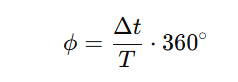 ϕ = Δt/T · 360°